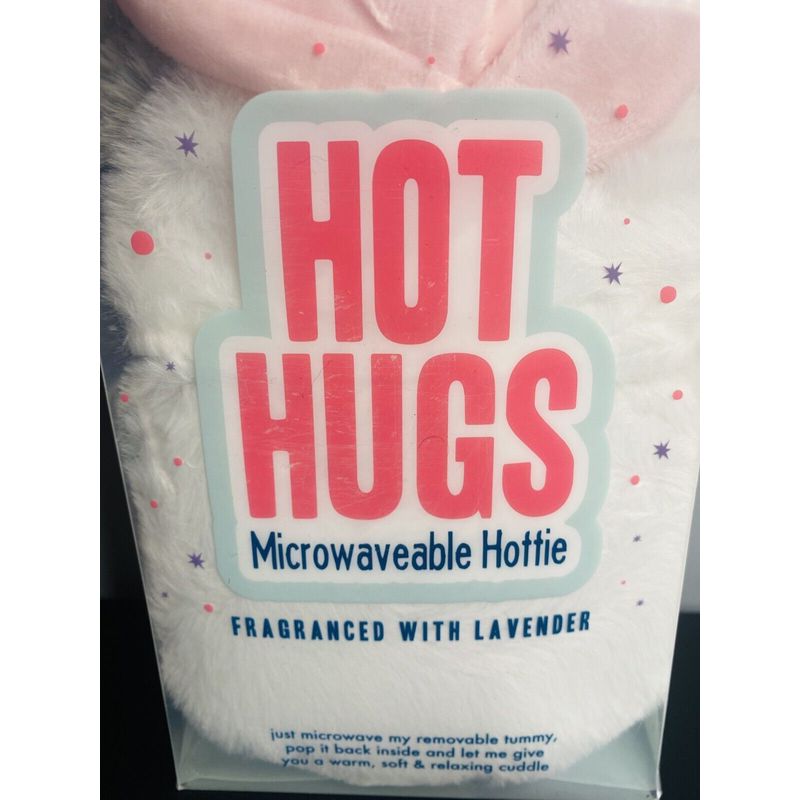 HOT
HUGS
Microwaveable Hottie
FRAGRANCED WITH LAVENDER
just microwave my removable tummy,
pop it back inside and let me give
you a warm, soft & relaxing cuddle